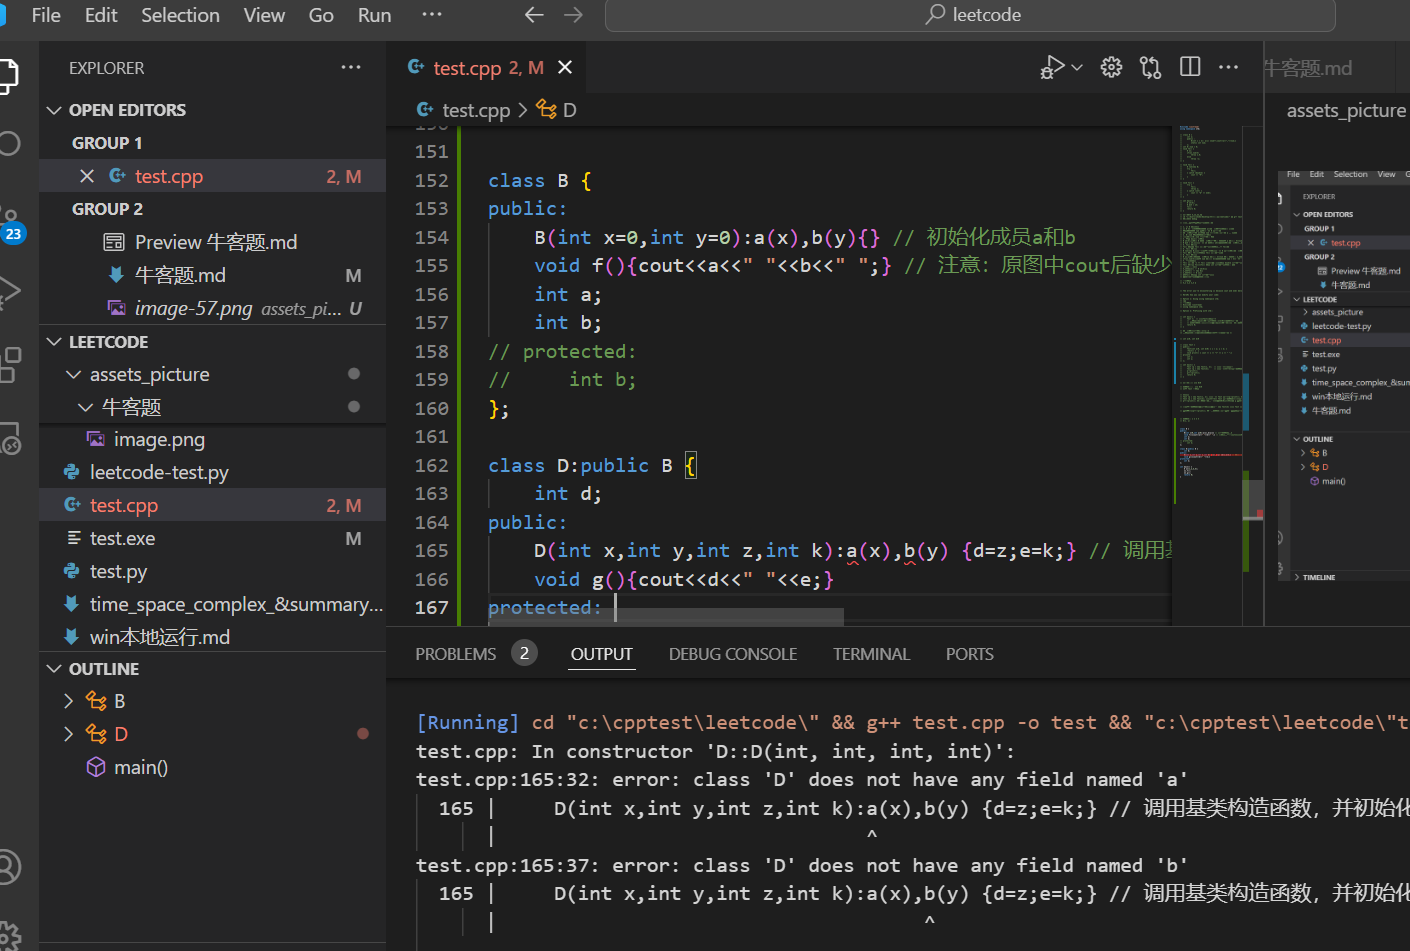 File Edit Selection View Go Run ··· leetcode
EXPLORER ···
OPEN EDITORS
GROUP 1
test.cpp 2, M
GROUP 2
Preview 牛客题.md
牛客题.md M
image-57.png assets_pi... U
LEETCODE
assets_picture
牛客题
image.png
leetcode-test.py
test.cpp 2, M
test.exe M
test.py
time_space_complex_&summary...
win本地运行.md
OUTLINE
B
D
main()
23
test.cpp 2, M
test.cpp > D
151
152 class B {
153 public:
154 B(int x=0,int y=0):a(x),b(y){} // 初始化成员a和b
155 void f(){cout<<a<<" "<<b<<" ";} // 注意: 原图中cout后缺少
156 int a;
157 int b;
158 // protected:
159 // int b;
160 };
161
162 class D:public B {
163 int d;
164 public:
165 D(int x,int y,int z,int k):a(x),b(y) {d=z;e=k;} // 调用
166 void g(){cout<<d<<" "<<e;}
167 protected:
PROBLEMS 2 OUTPUT DEBUG CONSOLE TERMINAL PORTS
[Running] cd "c:\cpptest\leetcode\" && g++ test.cpp -o test && "c:\cpptest\leetcode\"t
test.cpp: In constructor 'D::D(int, int, int, int)':
test.cpp:165:32: error: class 'D' does not have any field named 'a'
165 | D(int x,int y,int z,int k):a(x),b(y) {d=z;e=k;} // 调用基类构造函数，并初始化
| ^
test.cpp:165:37: error: class 'D' does not have any field named 'b'
165 | D(int x,int y,int z,int k):a(x),b(y) {d=z;e=k;} // 调用基类构造函数，并初始化
| ^
牛客题.md
assets_picture
File Edit Selection View
EXPLORER
OPEN EDITORS
GROUP 1
test.cpp
GROUP 2
Preview 牛客题.md
牛客题.md
LEETCODE
assets_picture
leetcode-test.py
test.cpp
test.exe
test.py
time_space_complex_&sum
win本地运行.md
牛客题.md
OUTLINE
B
D
main()
TIMELINE